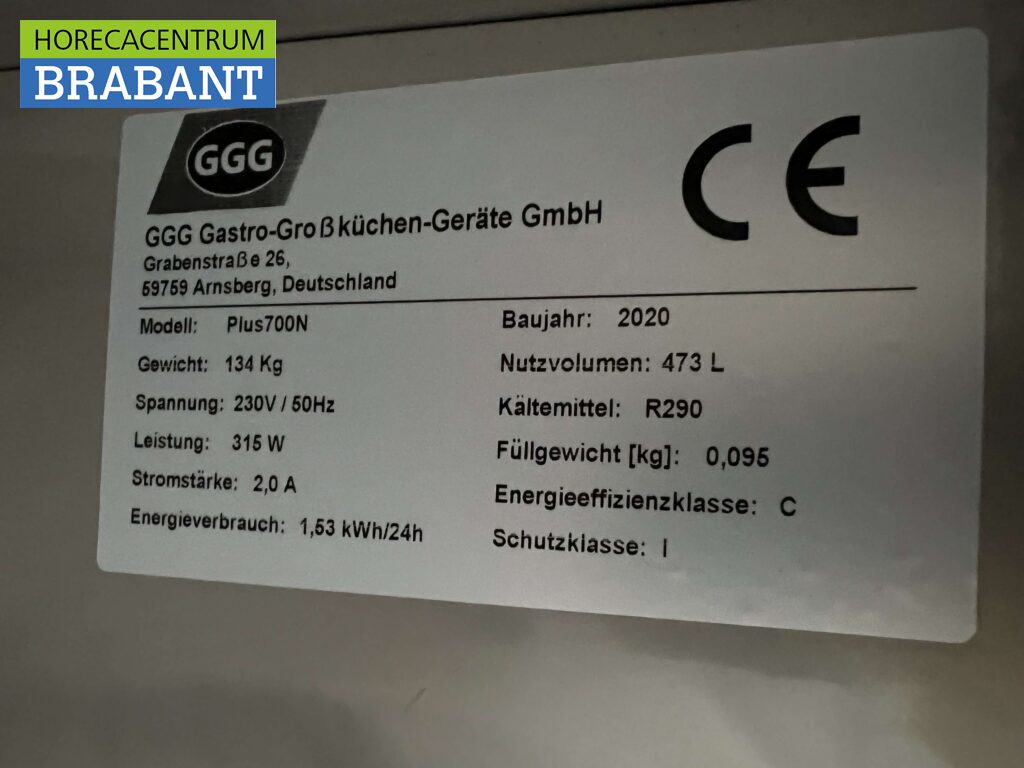 HORECACENTRUM
BRABANT
GGG
CE
GGG Gastro-Großküchen-Geräte GmbH
Grabenstraße 26,
59759 Arnsberg, Deutschland
Modell: Plus700N
Baujahr: 2020
Gewicht: 134 Kg
Nutzvolumen: 473 L
Spannung: 230V / 50Hz
Kältemittel: R290
Leistung: 315 W
Füllgewicht [kg]: 0,095
Stromstärke: 2,0 A
Energieeffizienzklasse: C
Energieverbrauch: 1,53 kWh/24h
Schutzklasse: I